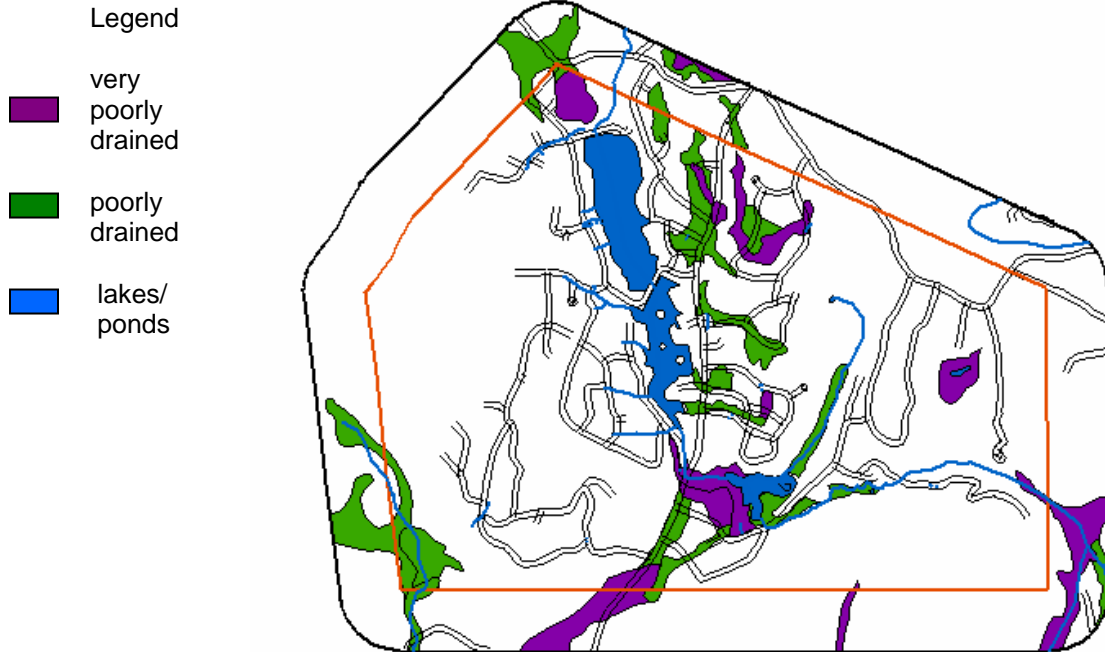 Legend
very
poorly
drained
poorly
drained
lakes/
ponds